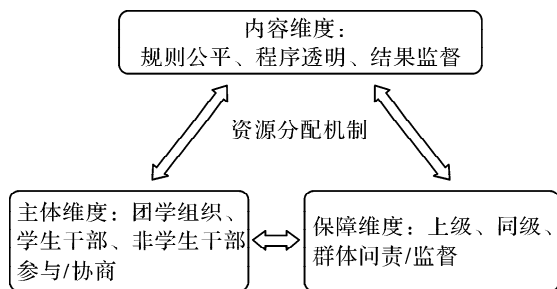 内容维度：
规则公平、程序透明、结果监督
资源分配机制
主体维度：团学组织、
学生干部、非学生干部
参与/协商
保障维度：上级、同级、
群体问责/监督